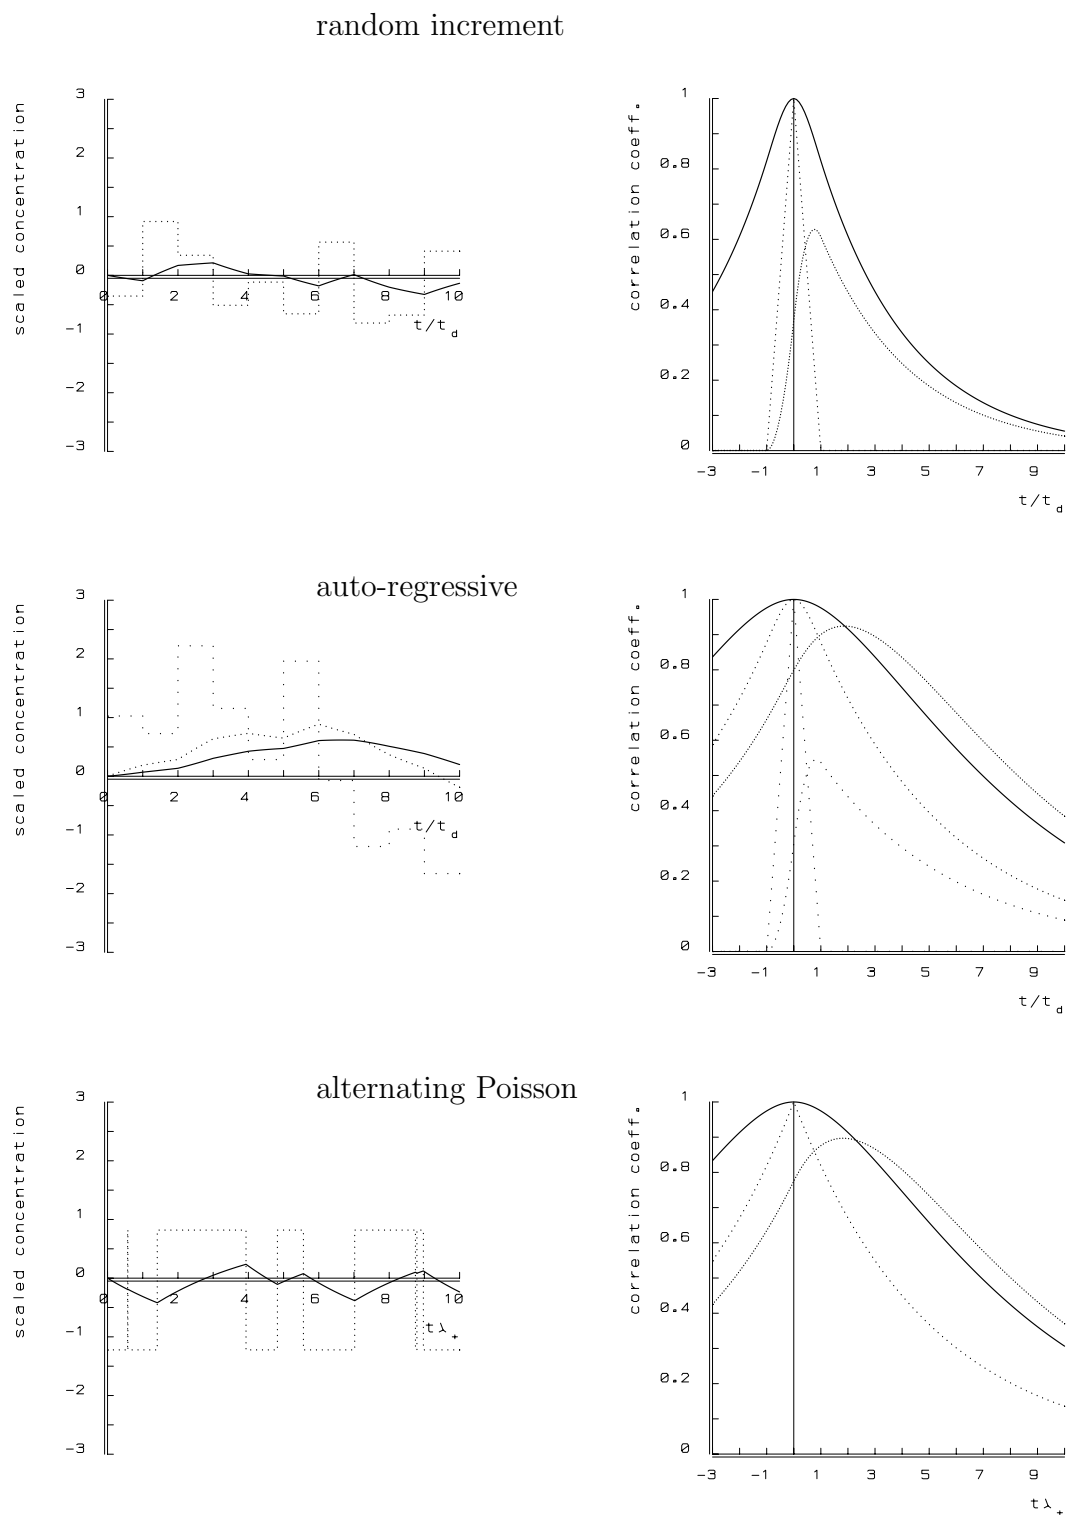 random increment
scaled concentration
3
2
1
0
-1
-2
-3
0 2 4 6 8 10
t/t_d
correlation coeff.
1
0.8
0.6
0.4
0.2
0
-3 -1 1 3 5 7 9
t/t_d
auto-regressive
scaled concentration
3
2
1
0
-1
-2
-3
0 2 4 6 8 10
t/t_d
correlation coeff.
1
0.8
0.6
0.4
0.2
0
-3 -1 1 3 5 7 9
t/t_d
alternating Poisson
scaled concentration
3
2
1
0
-1
-2
-3
0 2 4 6 8 10
tλ₊
correlation coeff.
1
0.8
0.6
0.4
0.2
0
-3 -1 1 3 5 7 9
tλ₊